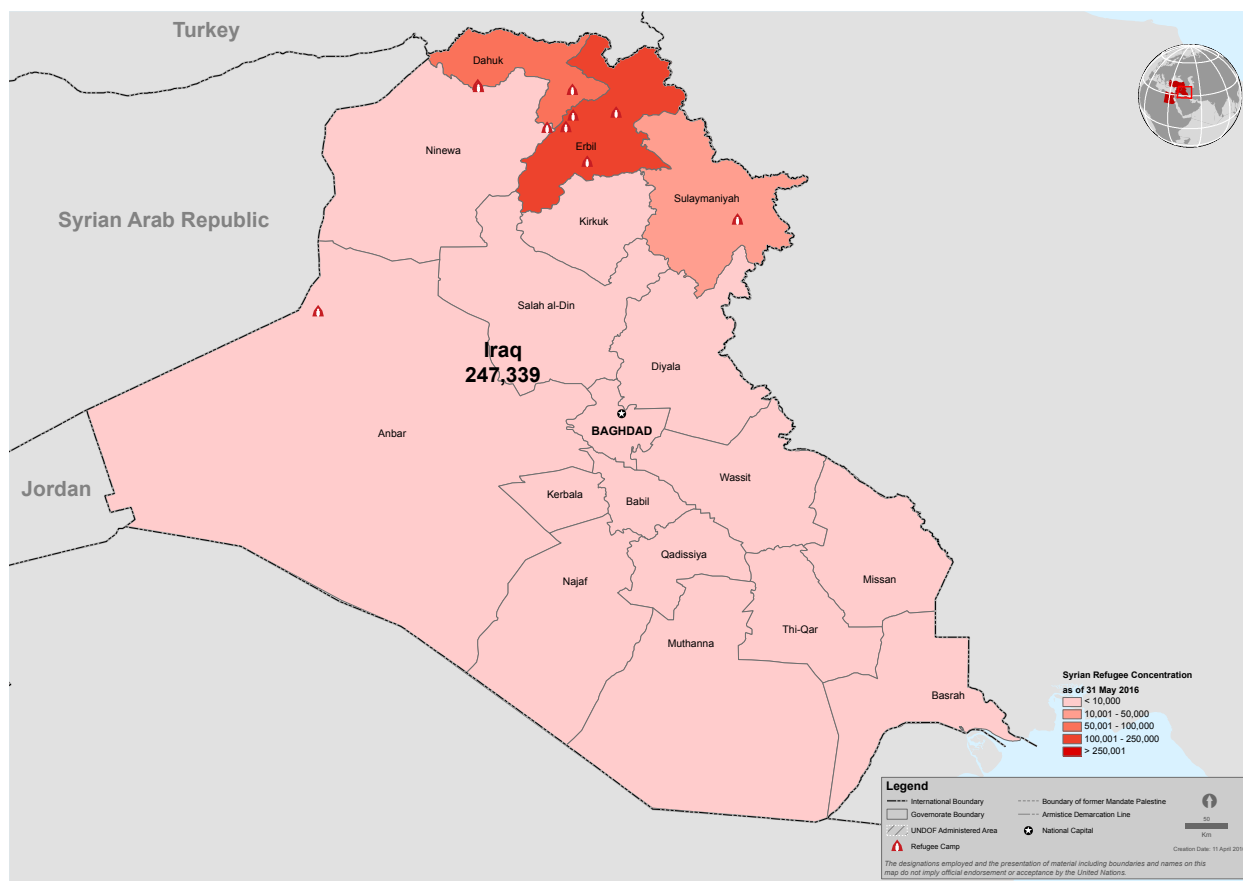 Turkey
Dahuk
Ninewa
Erbil
Syrian Arab Republic
Sulaymaniyah
Kirkuk
Salah al-Din
Iraq
247,339
Diyala
Anbar
BAGHDAD
Jordan
Wassit
Kerbala
Babil
Qadissiya
Najaf
Missan
Thi-Qar
Muthanna
Basrah
Syrian Refugee Concentration
as of 31 May 2016
< 10,000
10,001 - 50,000
50,001 - 100,000
100,001 - 250,000
> 250,001
Legend
International Boundary
Governorate Boundary
UNDOF Administered Area
Refugee Camp
Boundary of former Mandate Palestine
Armistice Demarcation Line
National Capital
50
Km
Creation Date: 11 April
The designations employed and the presentation of material including boundaries and names on this
map do not imply official endorsement or acceptance by the United Nations.